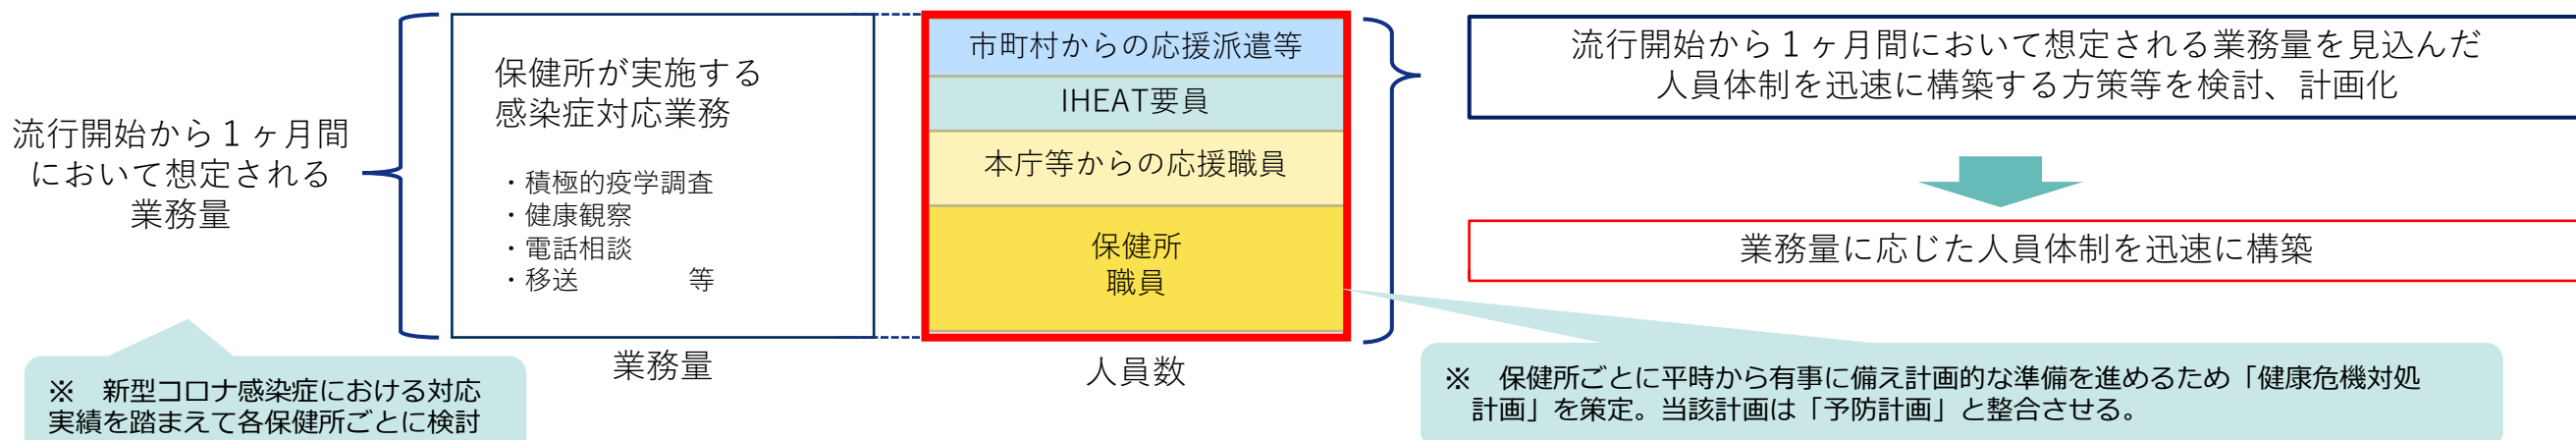 流行開始から１ヶ月間
において想定される
業務量
保健所が実施する
感染症対応業務
・積極的疫学調査
・健康観察
・電話相談
・移送　　　　等
業務量
市町村からの応援派遣等
IHEAT要員
本庁等からの応援職員
保健所
職員
人員数
流行開始から１ヶ月間において想定される業務量を見込んだ
人員体制を迅速に構築する方策等を検討、計画化
業務量に応じた人員体制を迅速に構築
※　新型コロナ感染症における対応
実績を踏まえて各保健所ごとに検討
※　保健所ごとに平時から有事に備え計画的な準備を進めるため「健康危機対処
計画」を策定。当該計画は「予防計画」と整合させる。